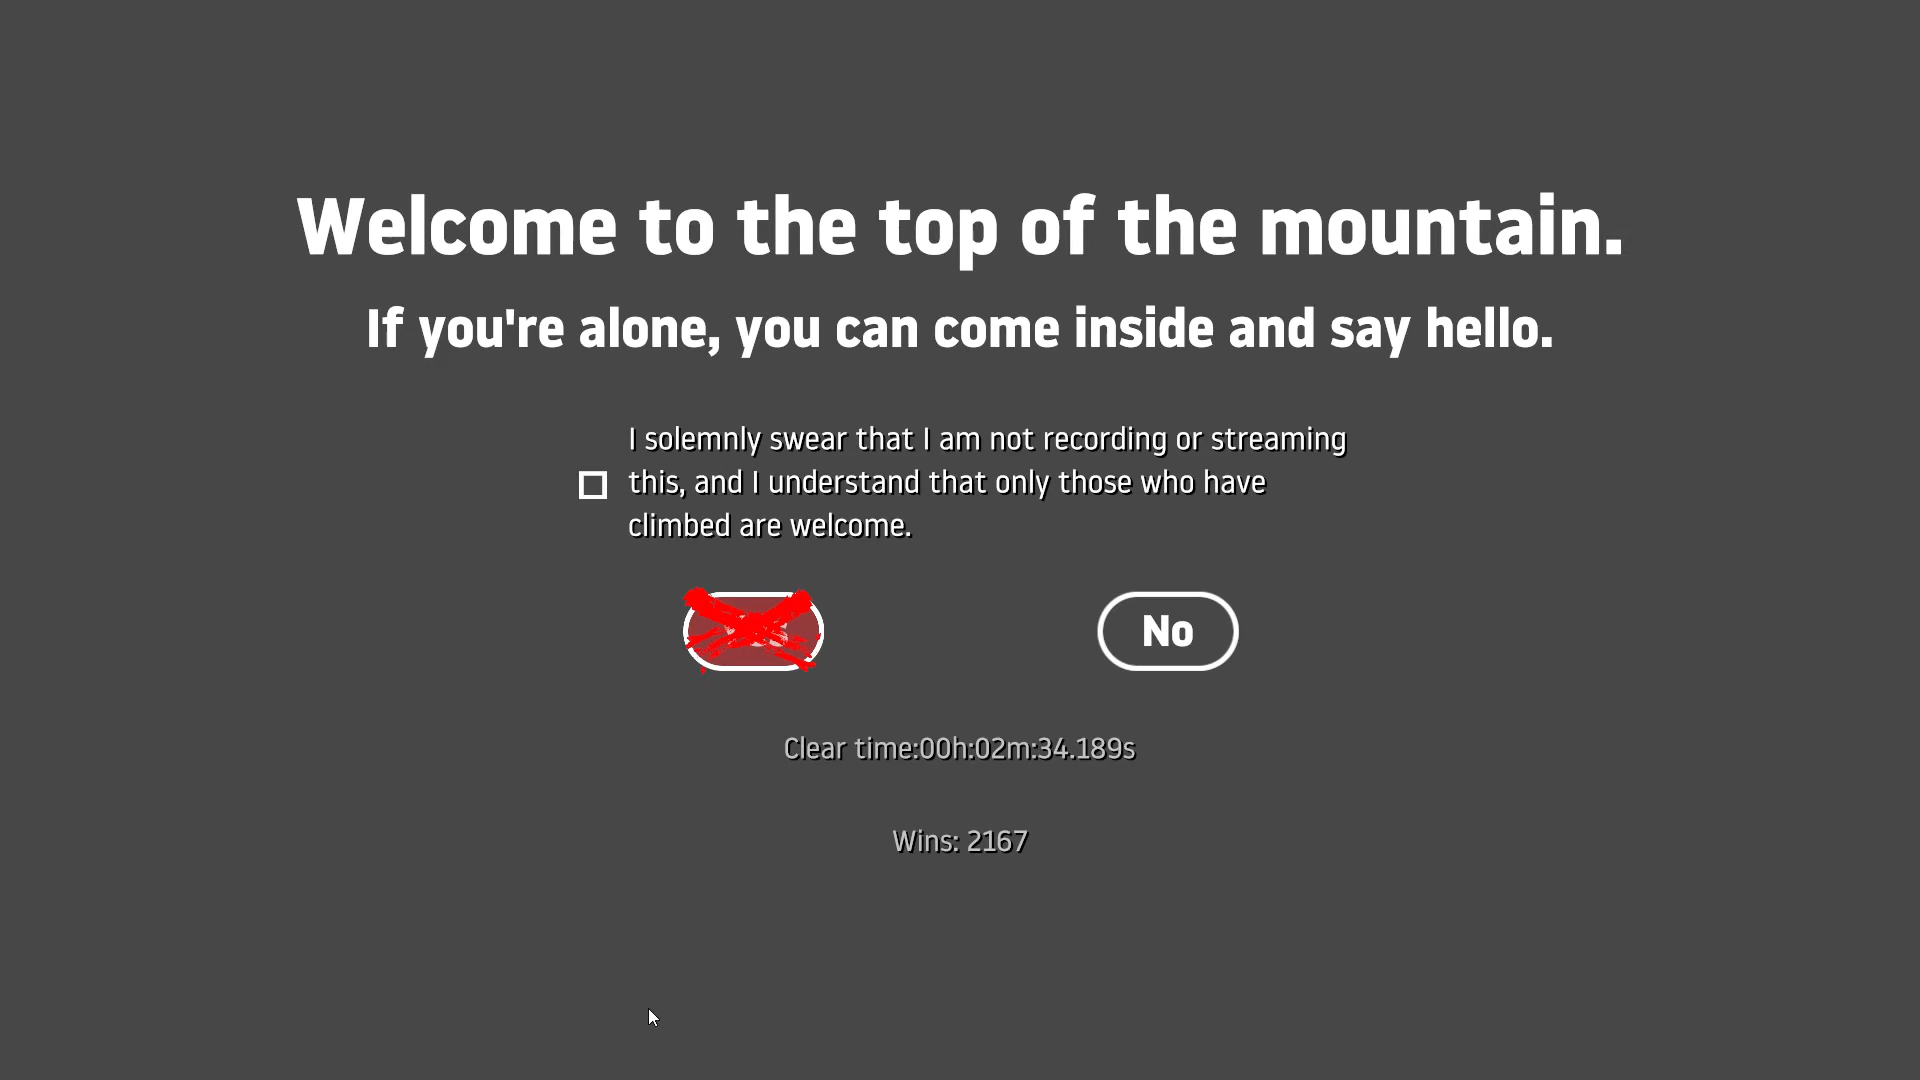 Welcome to the top of the mountain.
If you're alone, you can come inside and say hello.
I solemnly swear that I am not recording or streaming
this, and I understand that only those who have
climbed are welcome.
No
Clear time:00h:02m:34.189s
Wins: 2167